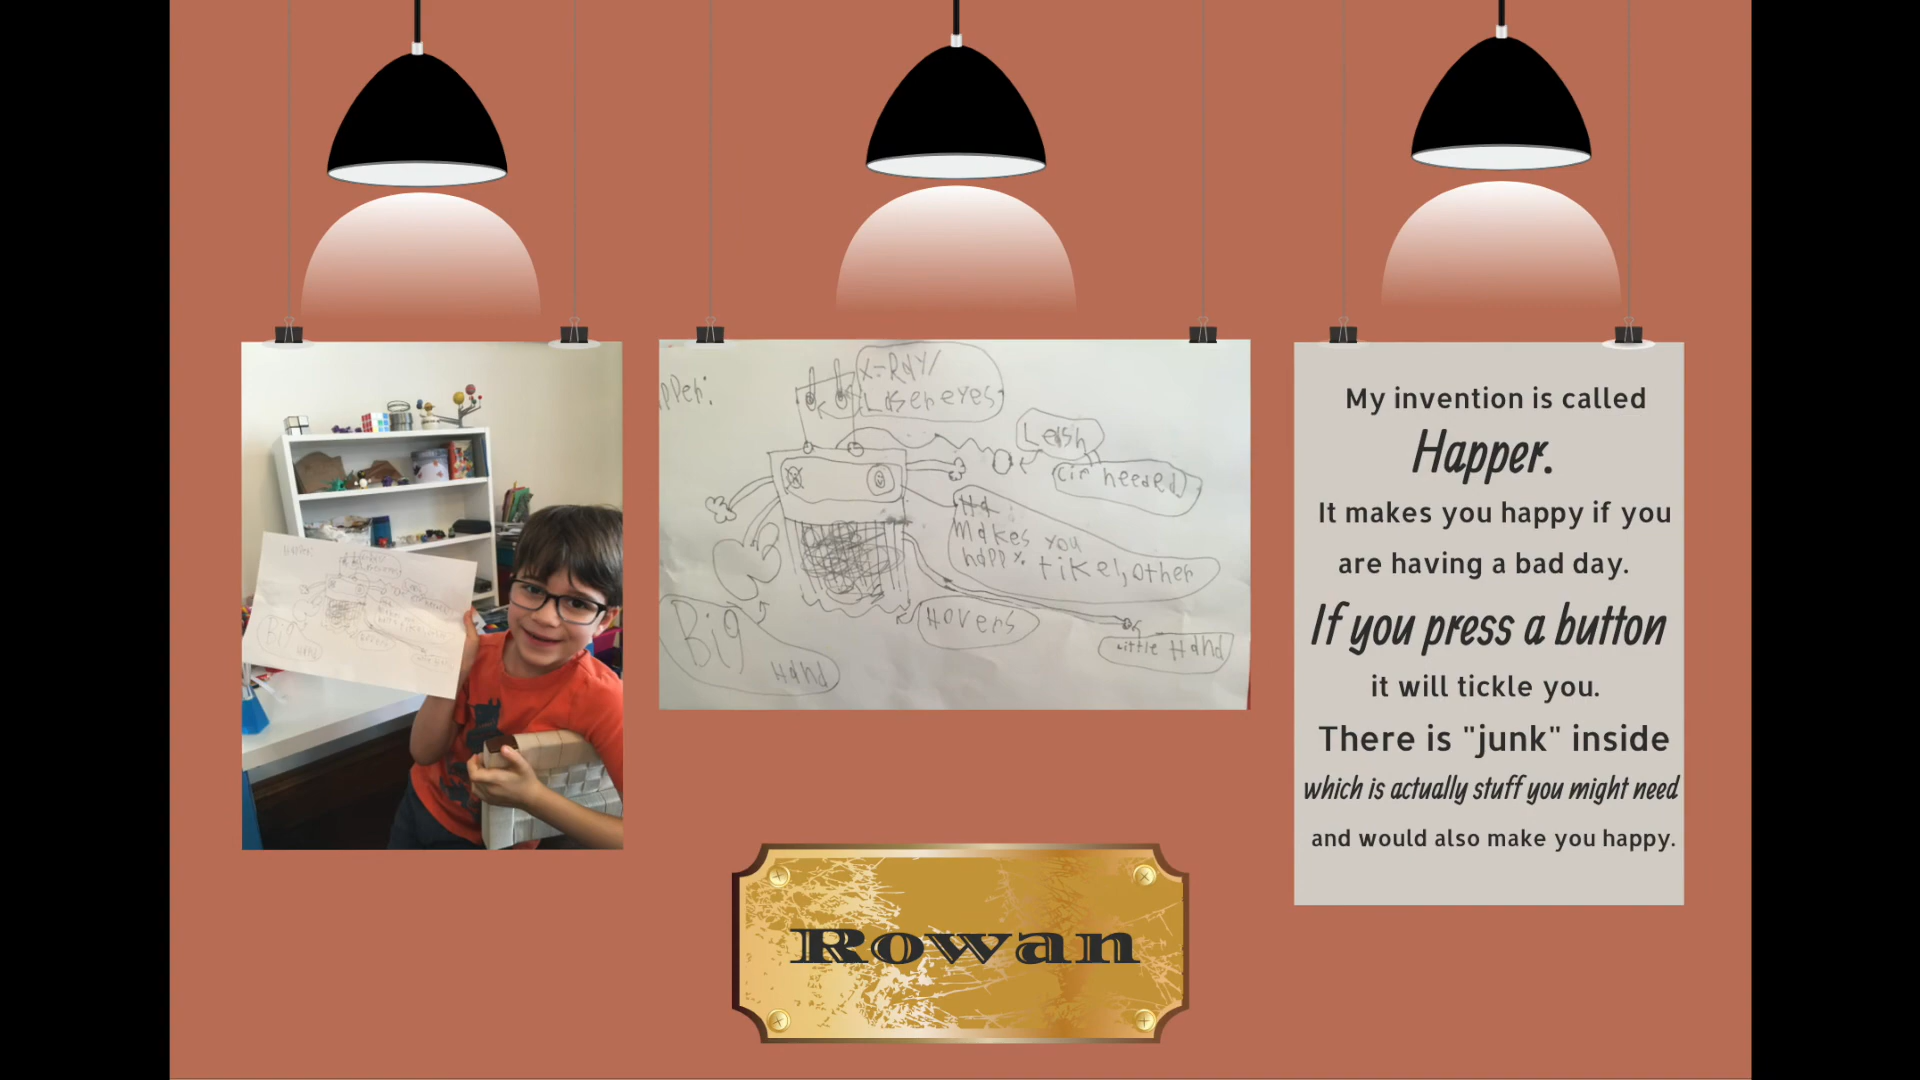 pper:
X-RaY/
Laser eyes
Leash
(if needed)
Makes you
happy. tikel, other
Hovers
Big
Hand
Little Hand
My invention is called
Happer.
It makes you happy if you
are having a bad day.
If you press a button
it will tickle you.
There is "junk" inside
which is actually stuff you might need
and would also make you happy.
Rowan